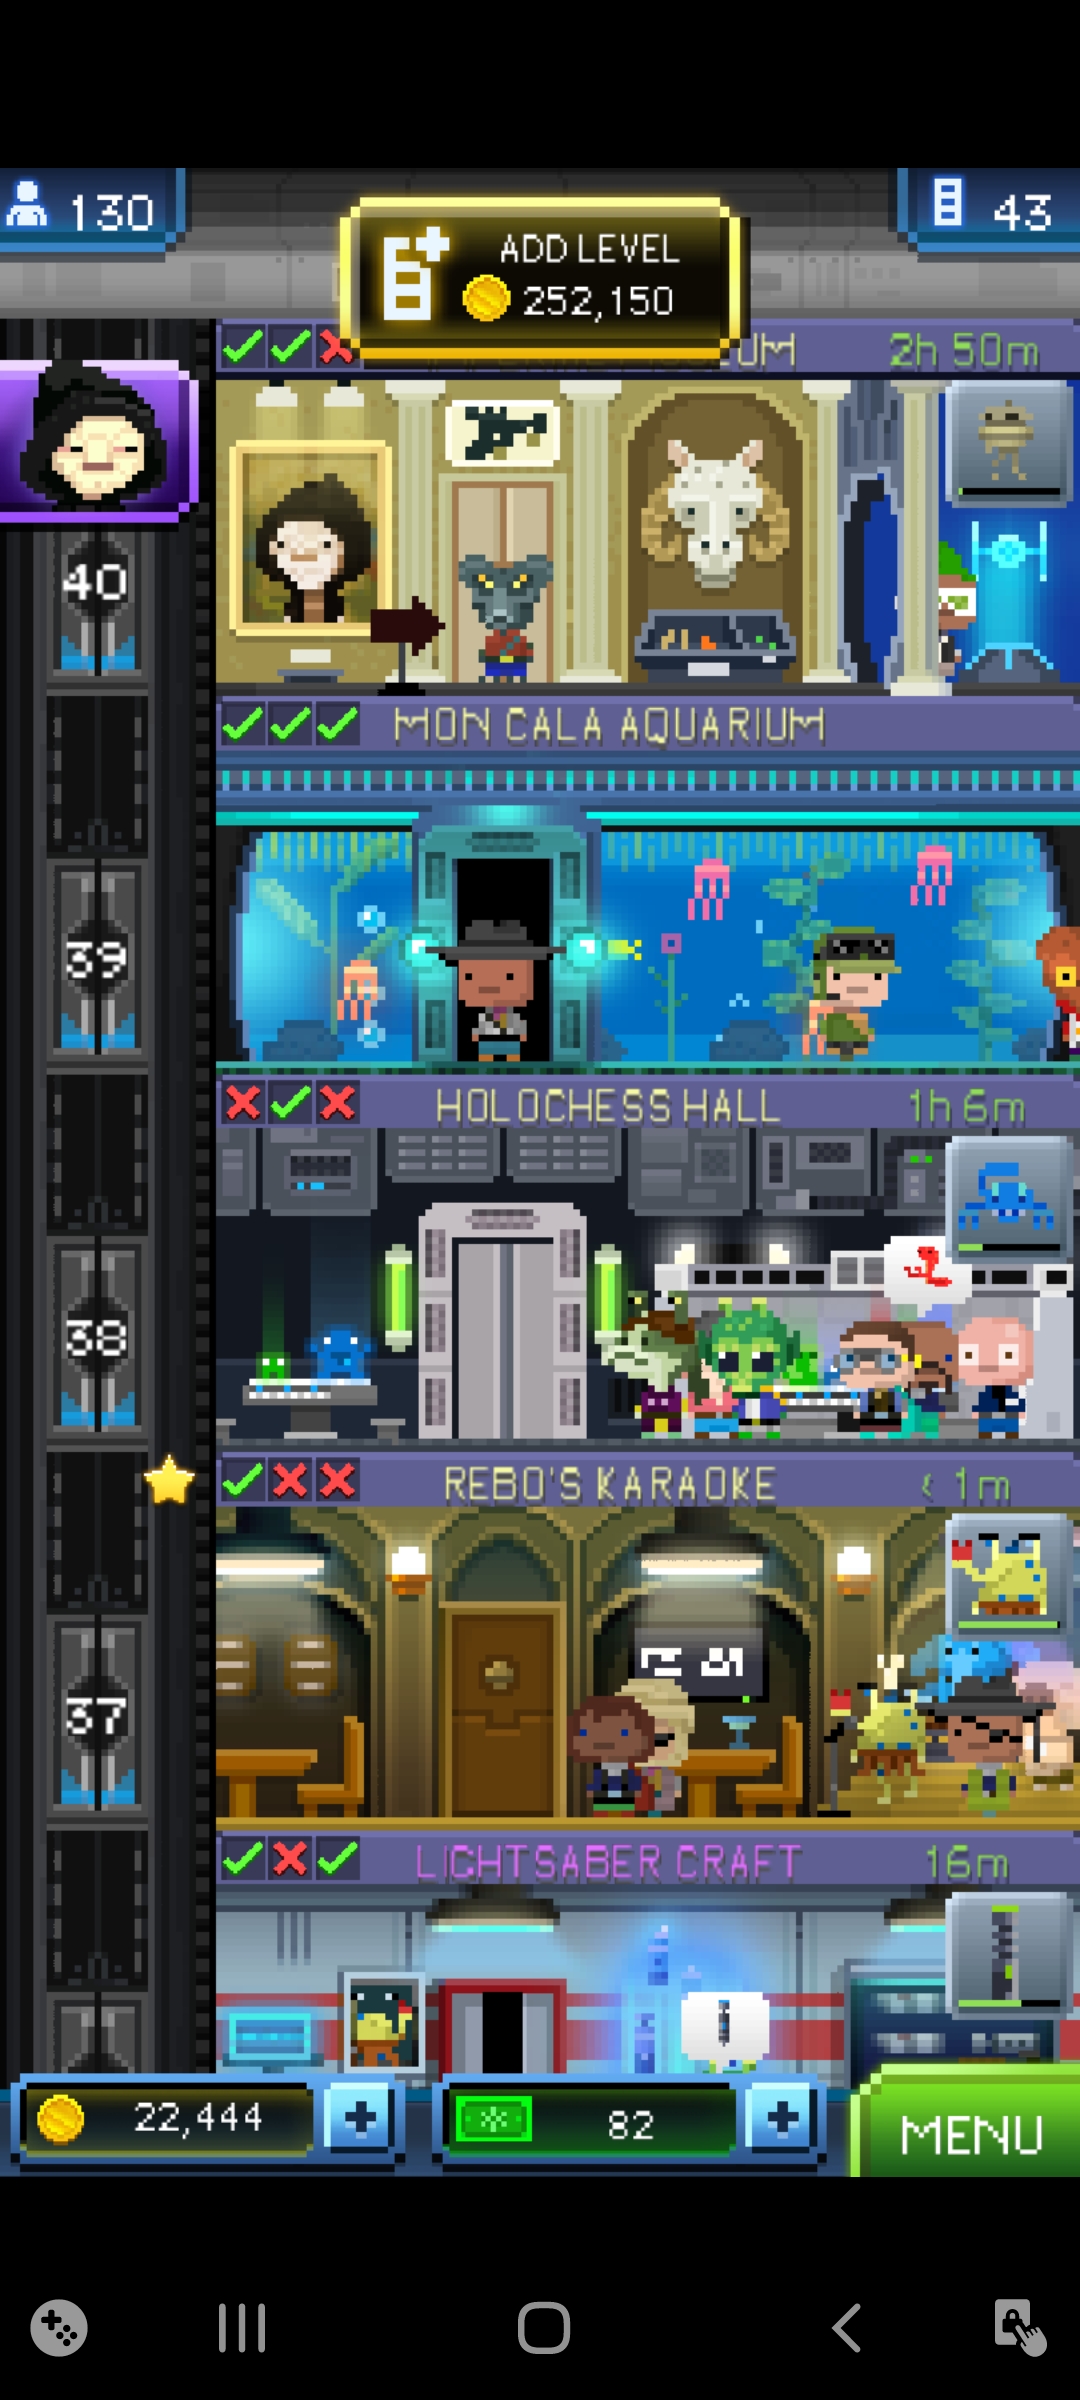 130
ADD LEVEL
252,150
43
2h 50m
40
MON CALA AQUARIUM
39
HOLOCHESS HALL
1h 6m
38
REBO'S KARAOKE
< 1m
37
LIGHTSABER CRAFT
16m
22,444
82
MENU